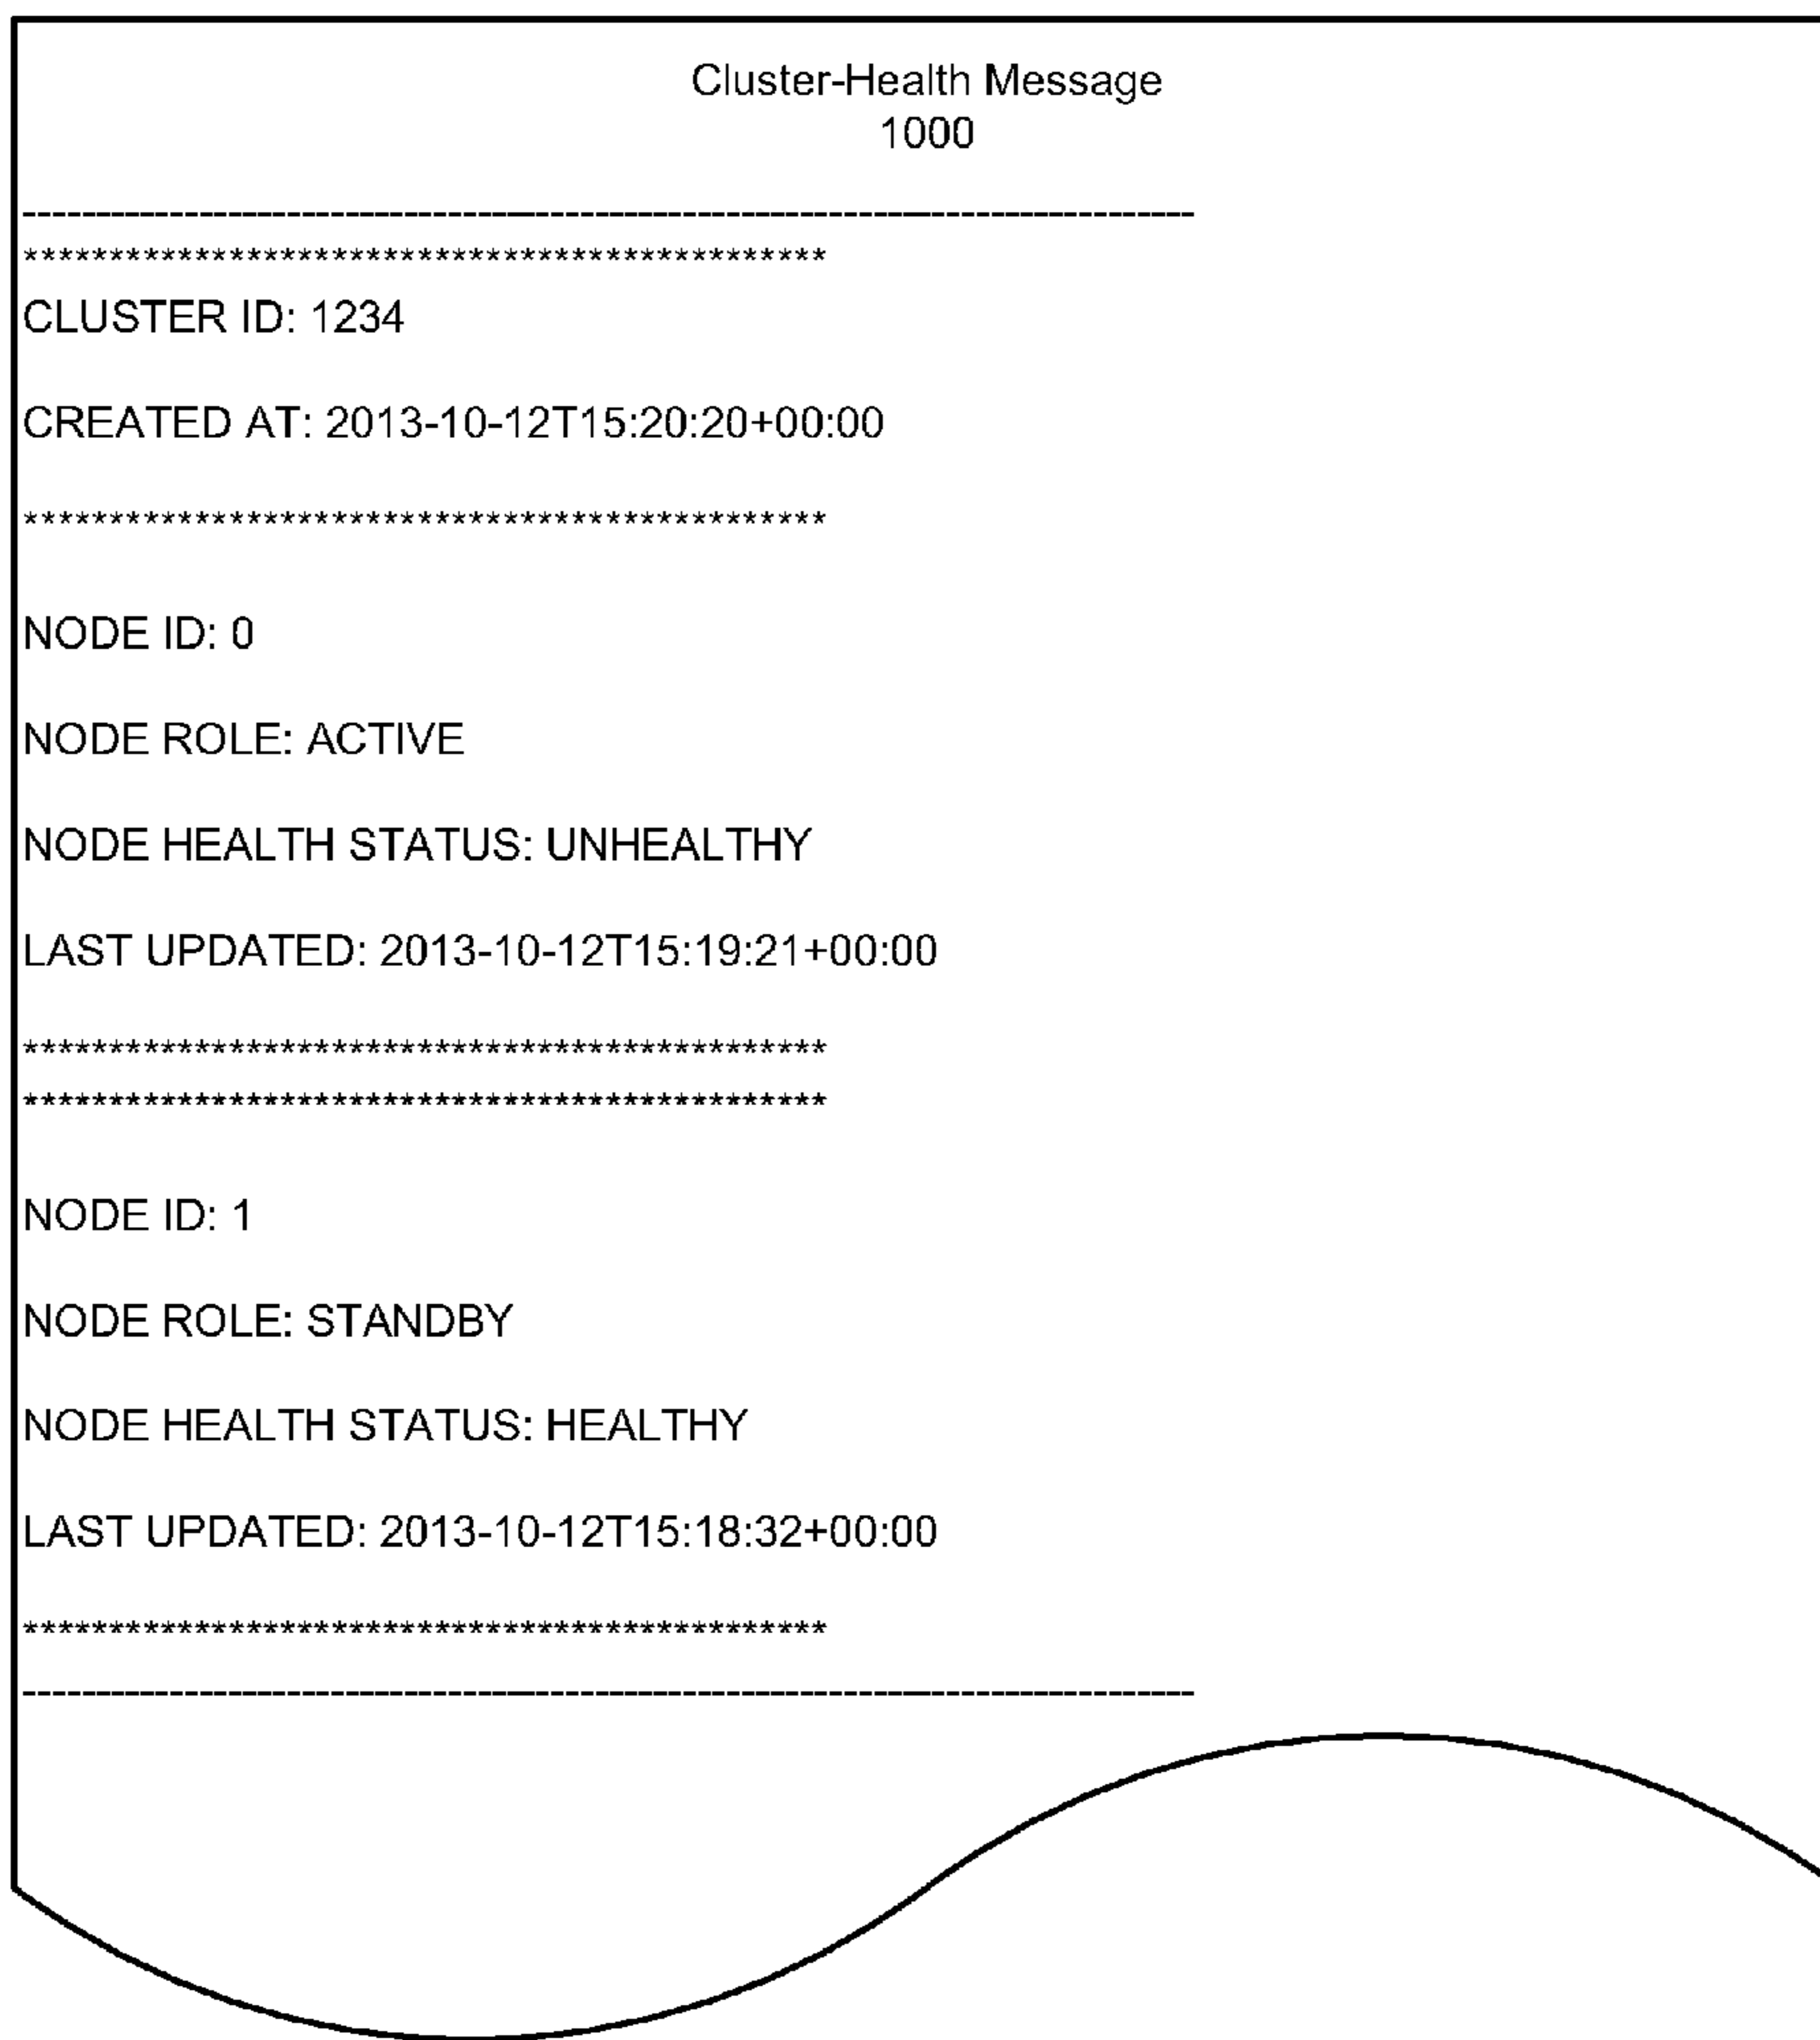 Cluster-Health Message
1000
--------------------------------------------------------------------------------
***********************************************
CLUSTER ID: 1234
CREATED AT: 2013-10-12T15:20:20+00:00
***********************************************
NODE ID: 0
NODE ROLE: ACTIVE
NODE HEALTH STATUS: UNHEALTHY
LAST UPDATED: 2013-10-12T15:19:21+00:00
***********************************************
***********************************************
NODE ID: 1
NODE ROLE: STANDBY
NODE HEALTH STATUS: HEALTHY
LAST UPDATED: 2013-10-12T15:18:32+00:00
***********************************************
--------------------------------------------------------------------------------